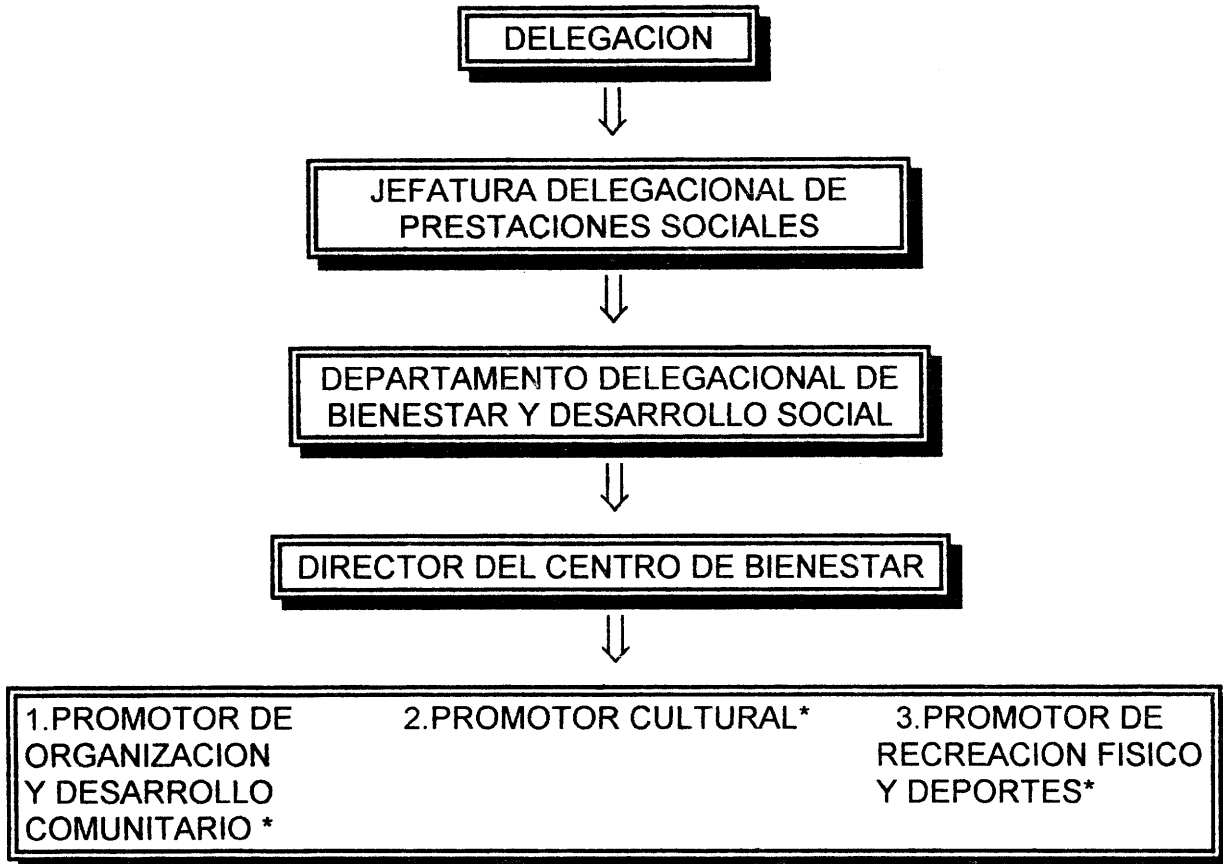 DELEGACION
JEFATURA DELEGACIONAL DE
PRESTACIONES SOCIALES
DEPARTAMENTO DELEGACIONAL DE
BIENESTAR Y DESARROLLO SOCIAL
DIRECTOR DEL CENTRO DE BIENESTAR
1.PROMOTOR DE
ORGANIZACION
Y DESARROLLO
COMUNITARIO *
2.PROMOTOR CULTURAL*
3.PROMOTOR DE
RECREACION FISICO
Y DEPORTES*